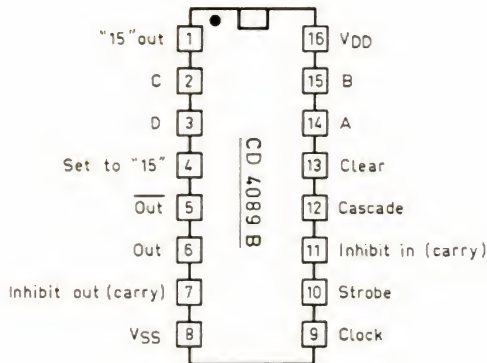 "15" out 1 16 VDD
C 2 15 B
D 3 14 A
Set to "15" 4 13 Clear
Out 5 12 Cascade
Out 6 11 Inhibit in (carry)
Inhibit out (carry) 7 10 Strobe
VSS 8 9 Clock
CD 4089 B